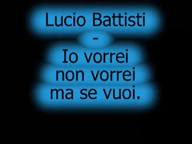 Lucio Battisti
-
Io vorrei
non vorrei
ma se vuoi.